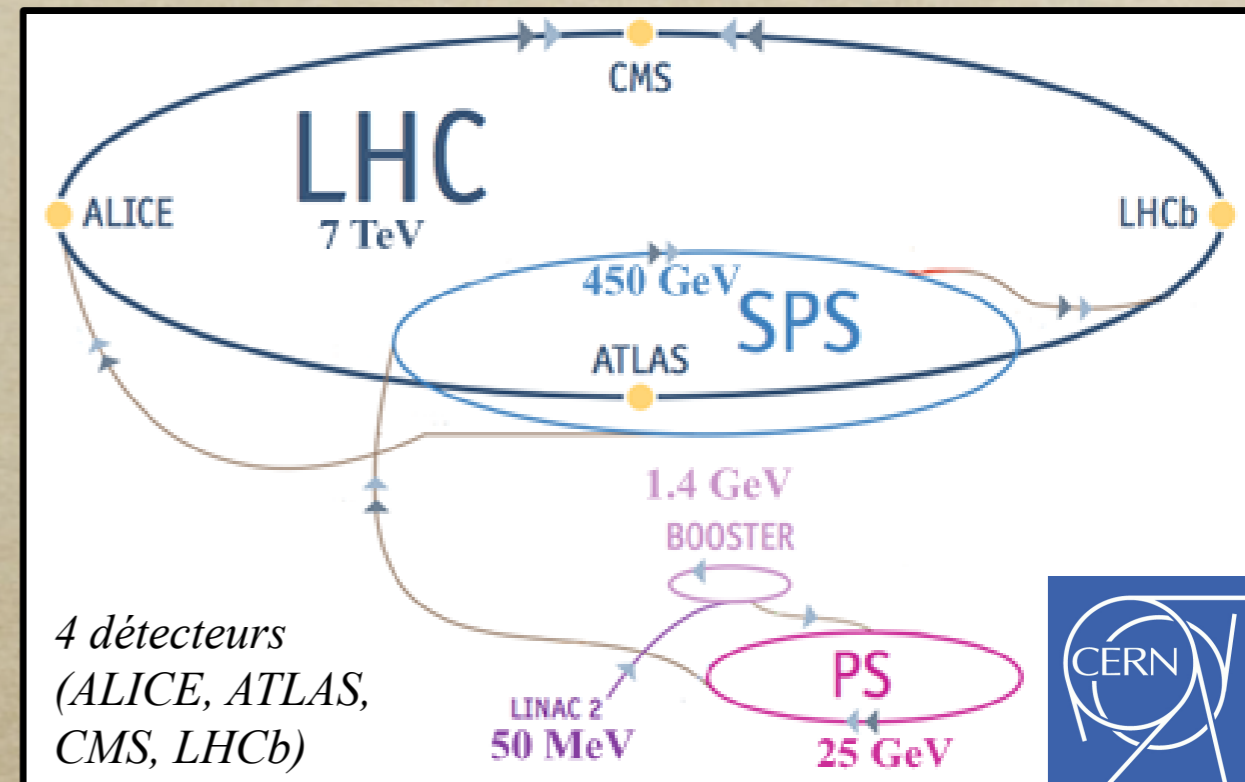 CMS
LHC
7 TeV
ALICE
LHCb
450 GeV
SPS
ATLAS
1.4 GeV
BOOSTER
4 détecteurs
(ALICE, ATLAS,
CMS, LHCb)
LINAC 2
50 MeV
PS
25 GeV
CERN